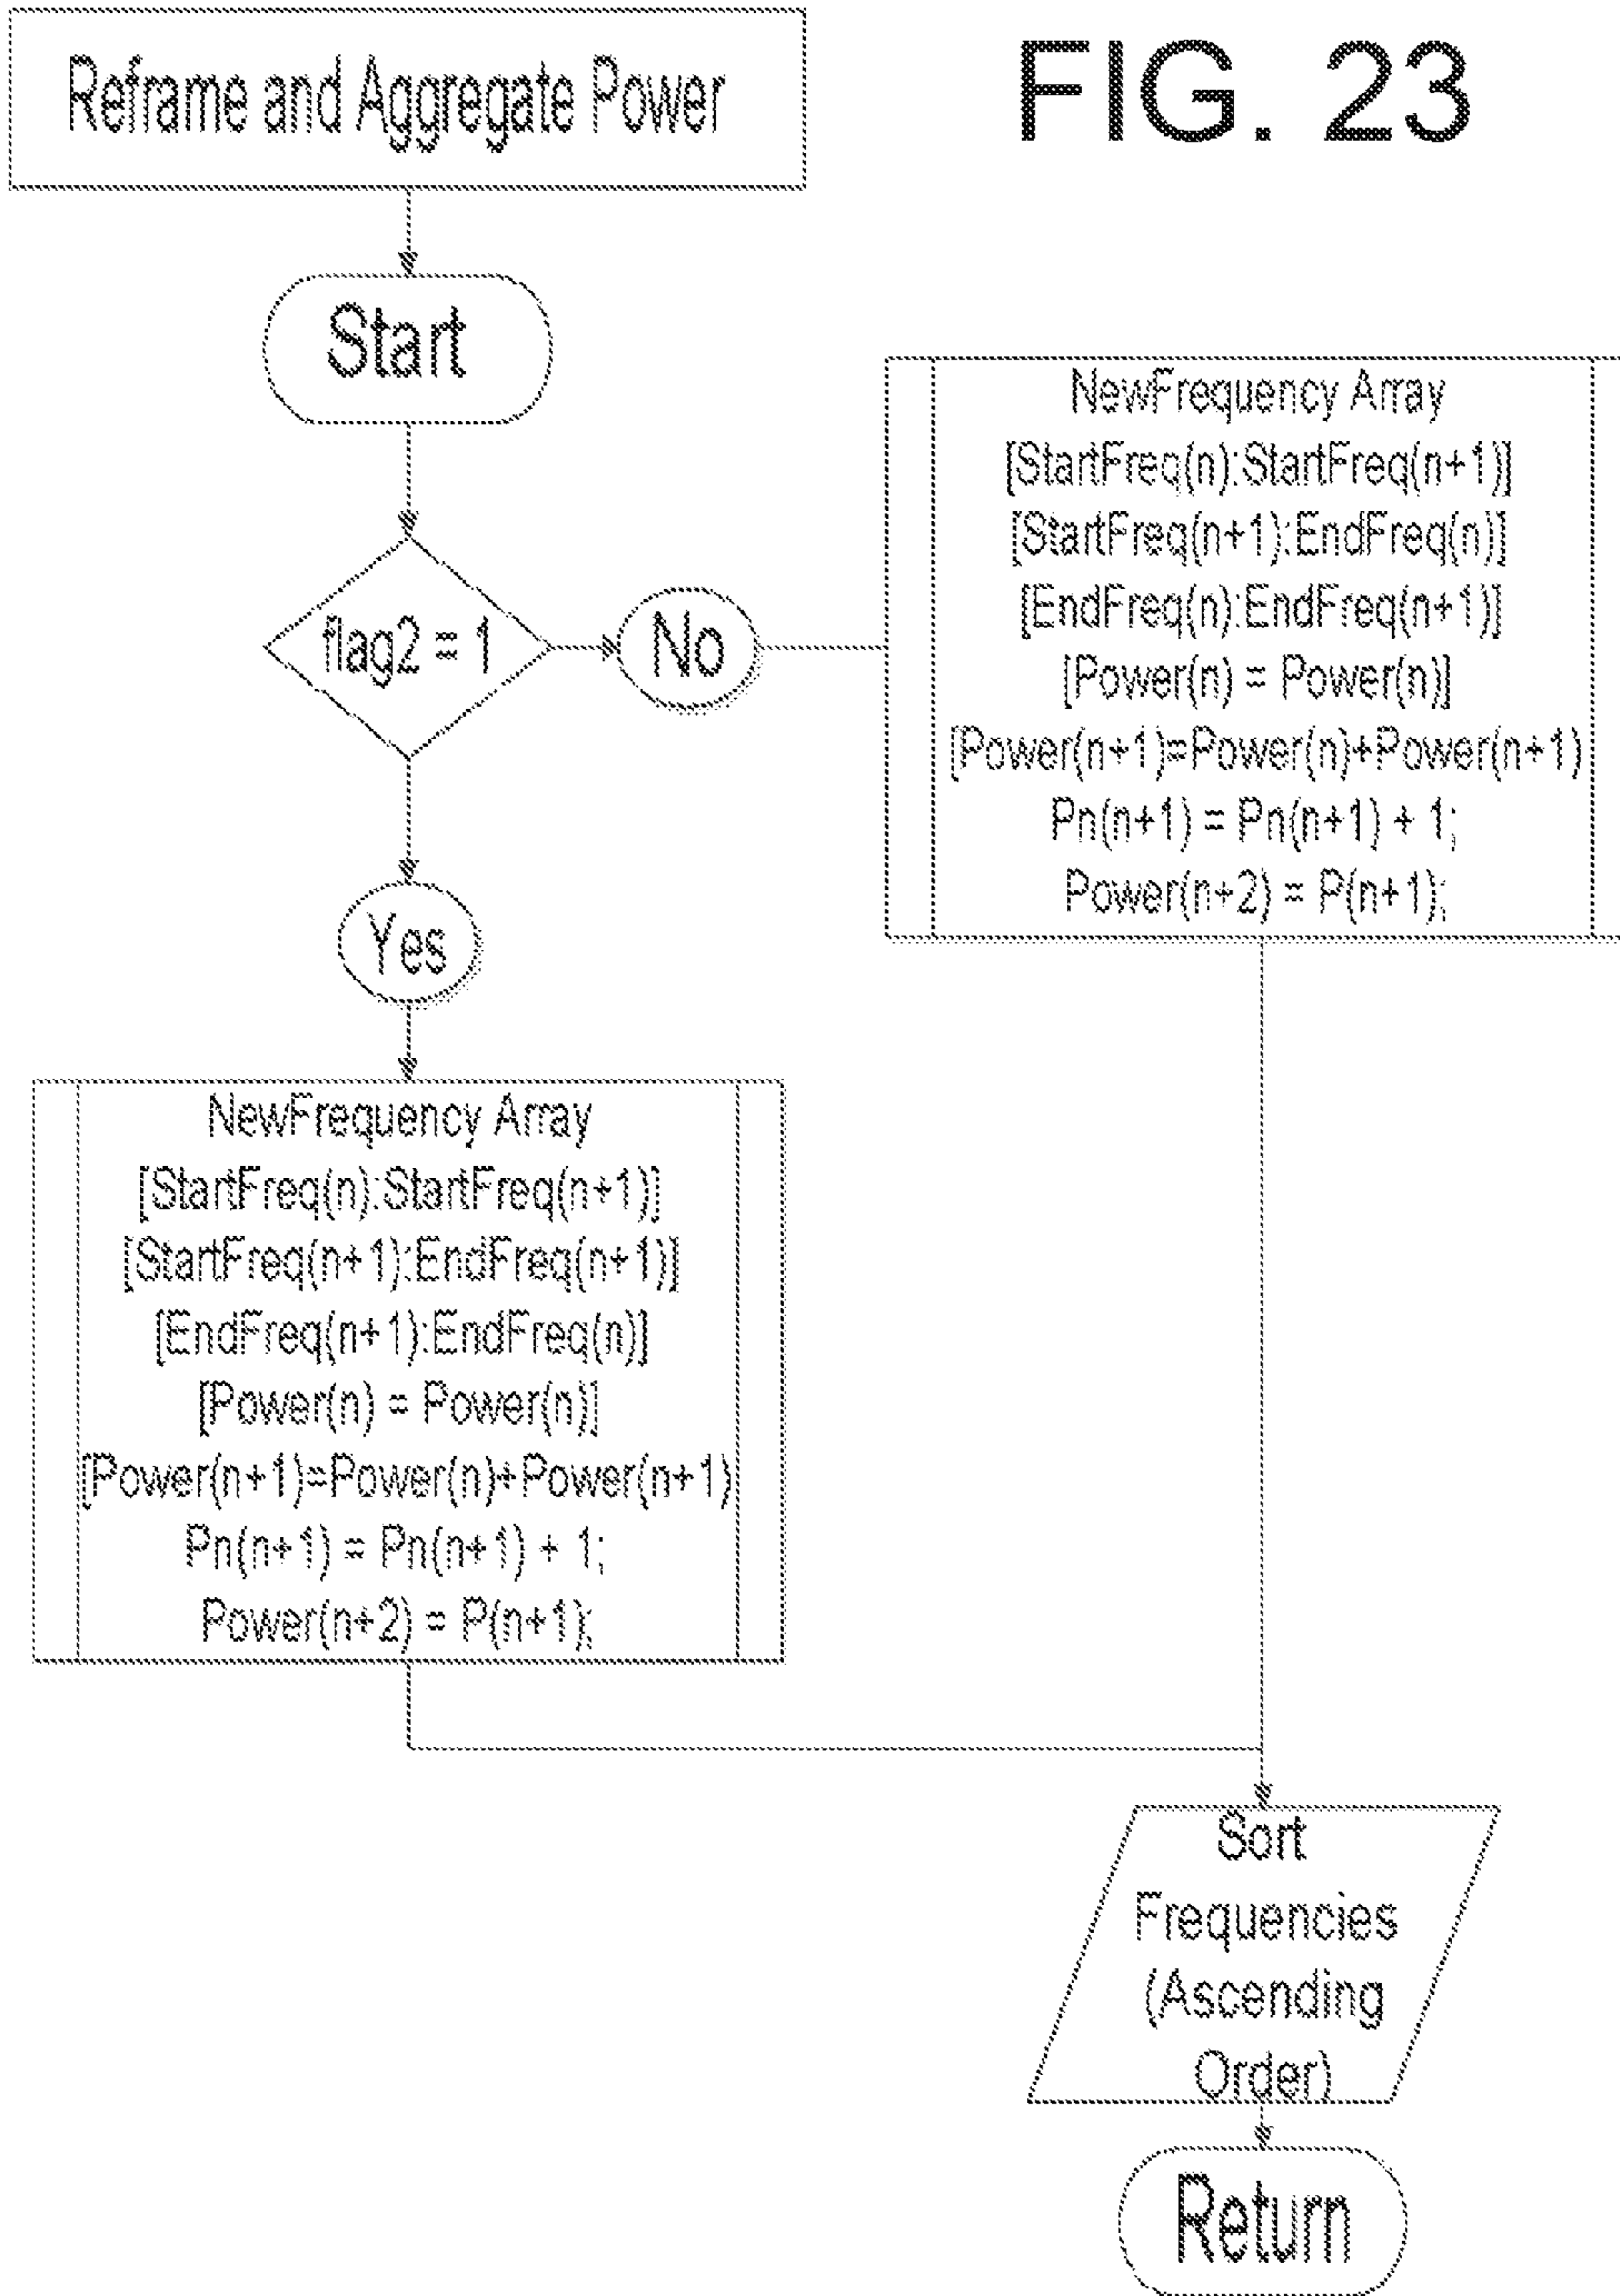 Reframe and Aggregate Power
FIG. 23
Start
flag2 = 1
No
NewFrequency Array
[StartFreq(n):StartFreq(n+1)]
[StartFreq(n+1):EndFreq(n)]
[EndFreq(n):EndFreq(n+1)]
[Power(n) = Power(n)]
[Power(n+1)=Power(n)+Power(n+1)
Pn(n+1) = Pn(n+1) + 1;
Power(n+2) = P(n+1);
Yes
NewFrequency Array
[StartFreq(n):StartFreq(n+1)]
[StartFreq(n+1):EndFreq(n+1)]
[EndFreq(n+1):EndFreq(n)]
[Power(n) = Power(n)]
[Power(n+1)=Power(n)+Power(n+1)
Pn(n+1) = Pn(n+1) + 1;
Power(n+2) = P(n+1);
Sort
Frequencies
(Ascending
Order)
Return